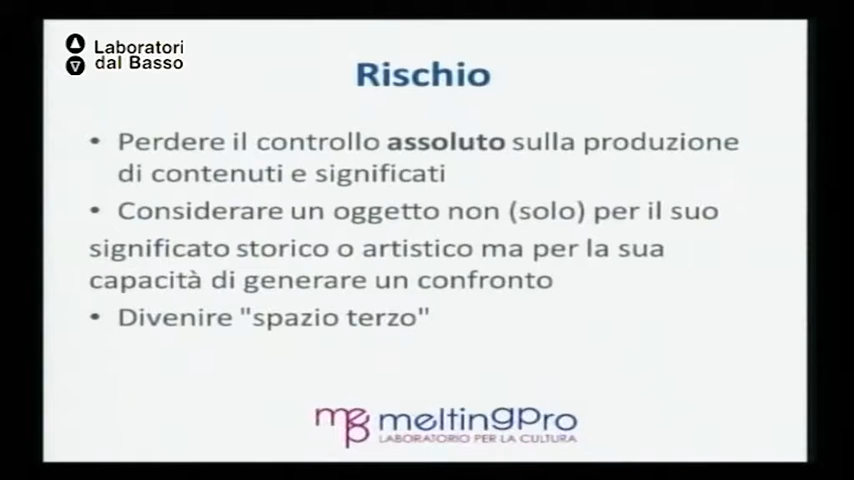 Laboratori
dal Basso
Rischio
• Perdere il controllo assoluto sulla produzione
di contenuti e significati
• Considerare un oggetto non (solo) per il suo
significato storico o artistico ma per la sua
capacità di generare un confronto
• Divenire "spazio terzo"
meltingpro
LABORATORIO PER LA CULTURA